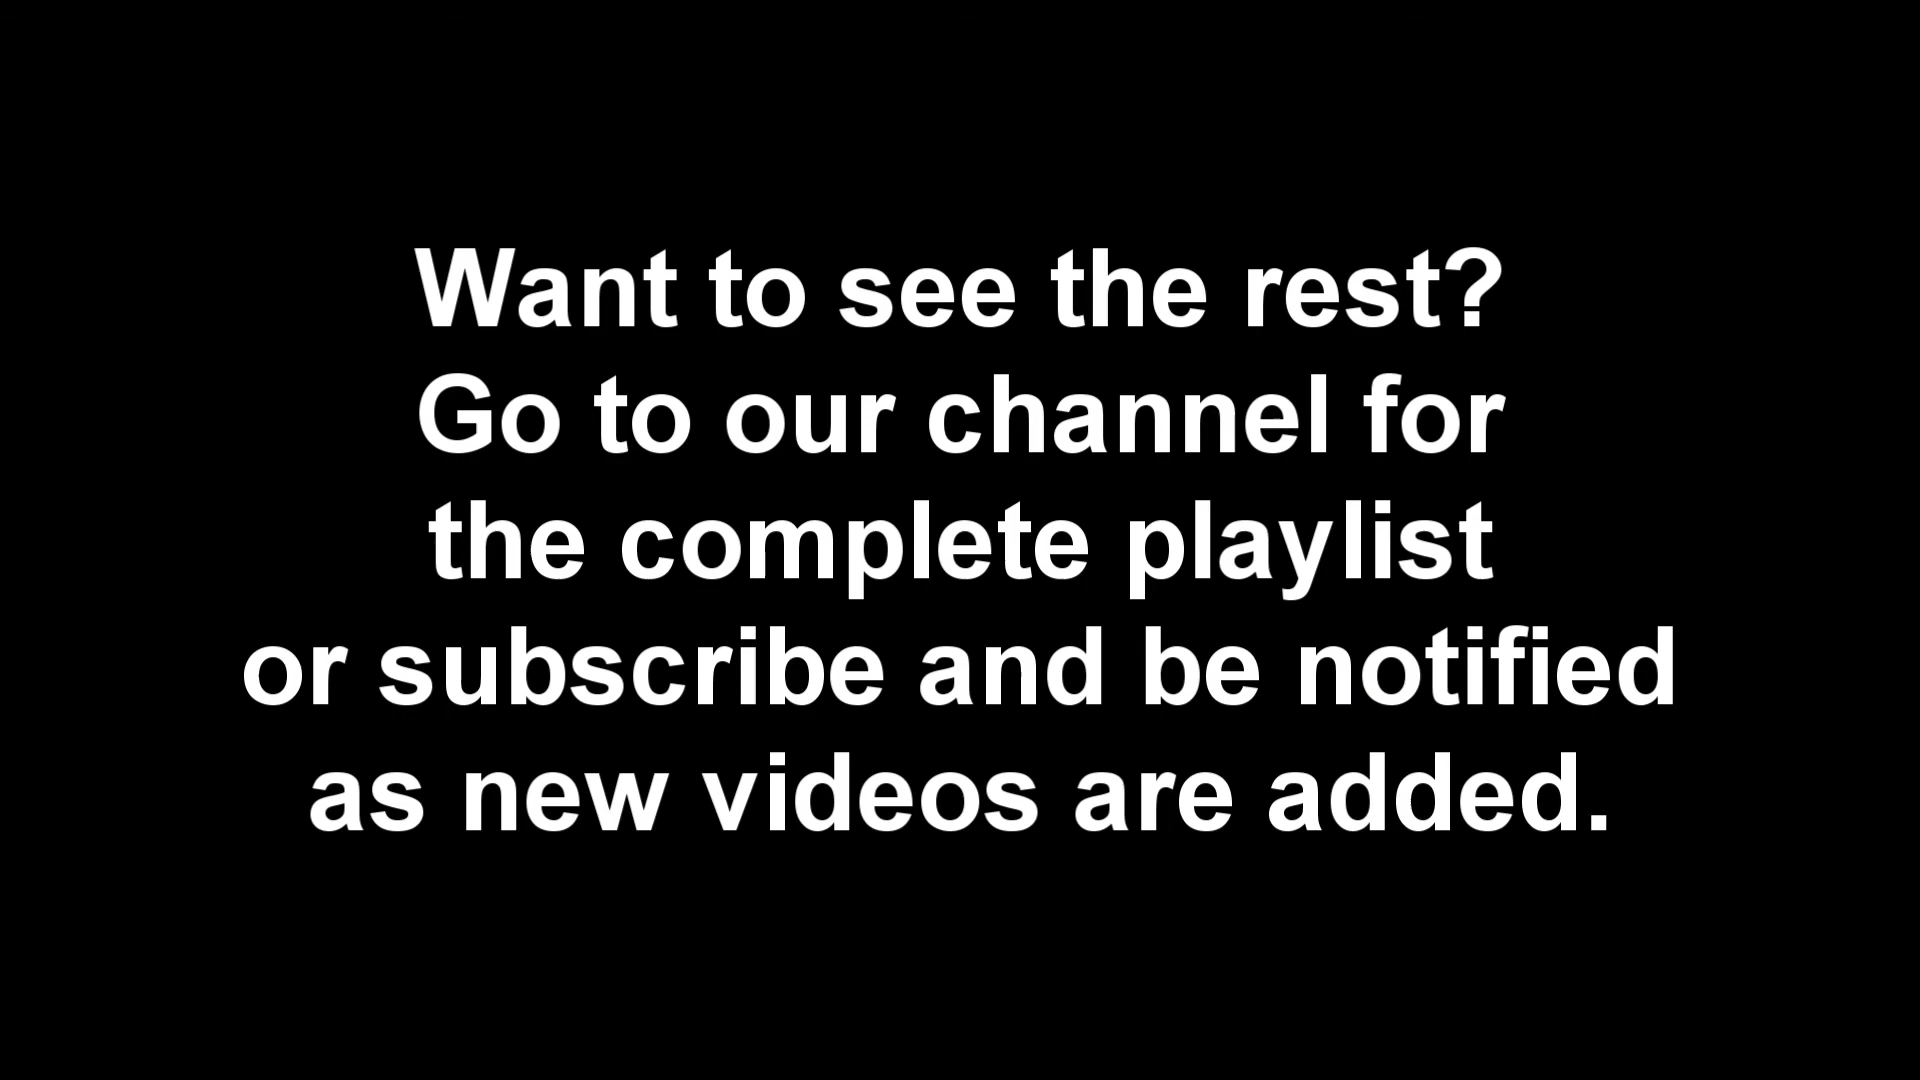 Want to see the rest?
Go to our channel for
the complete playlist
or subscribe and be notified
as new videos are added.